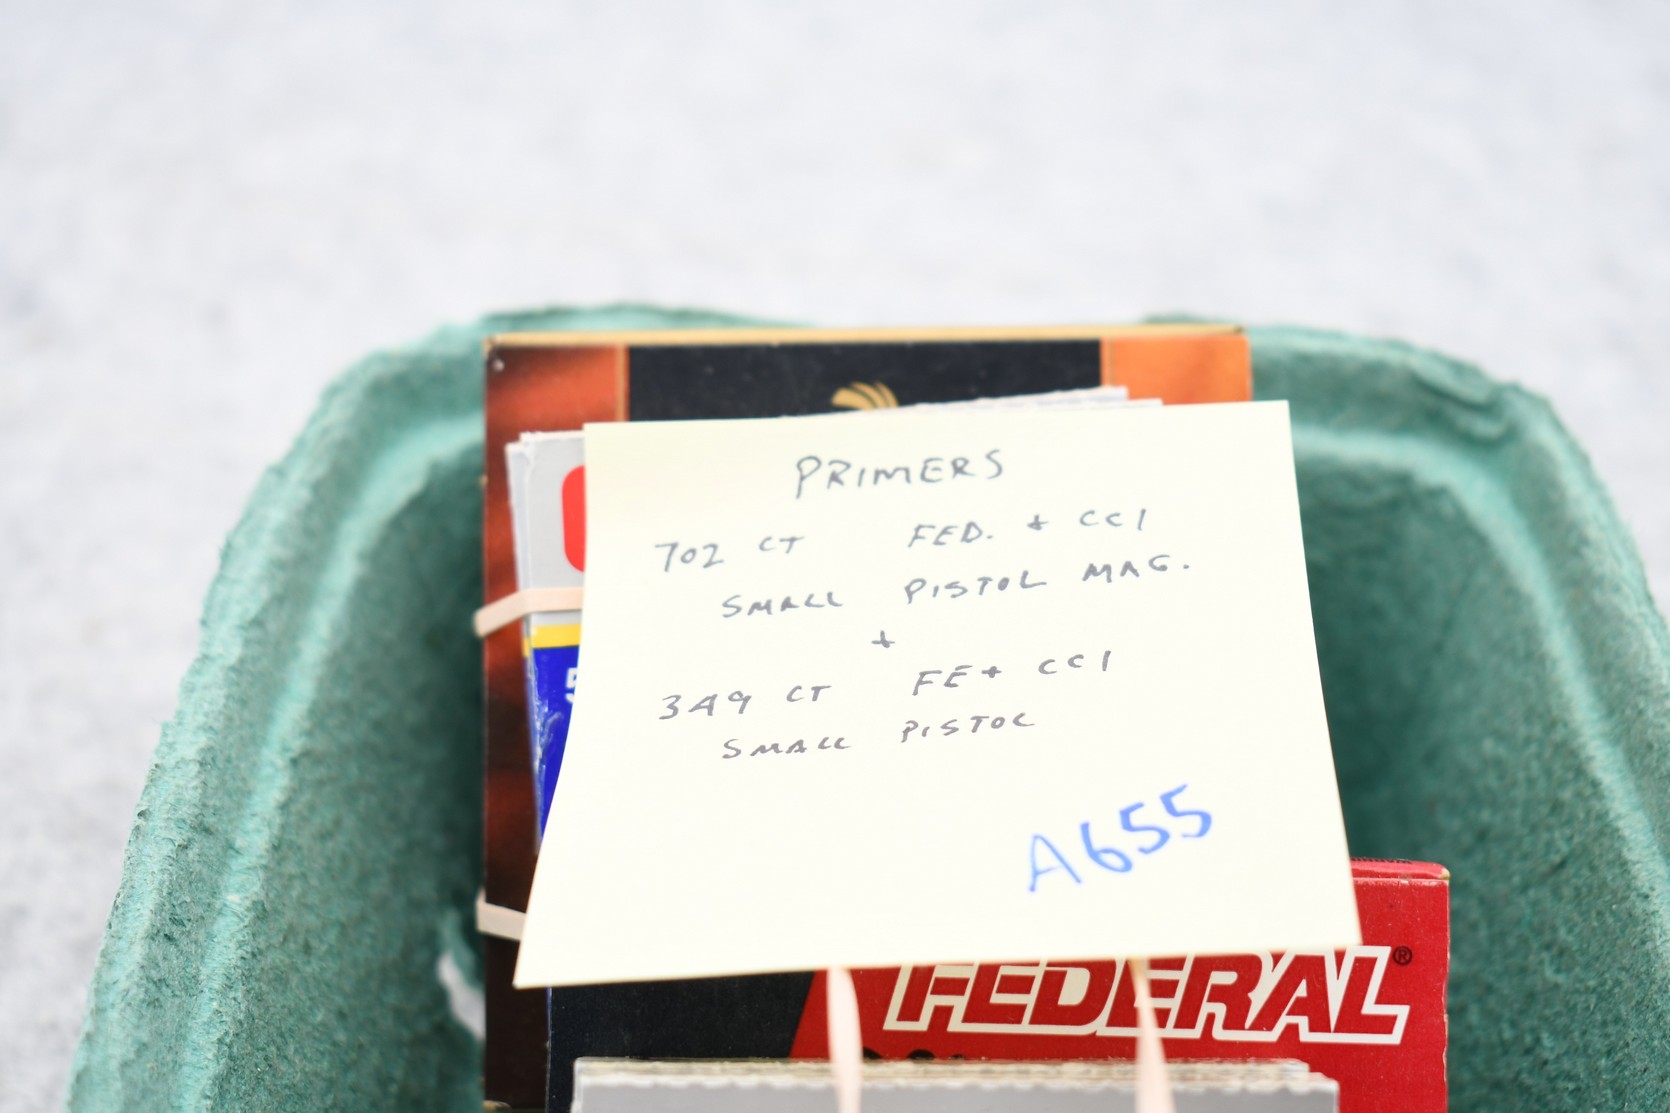 PRIMERS
702 CT FED. + CCI
SMALL PISTOL MAG.
+
349 CT FE + CCI
SMALL PISTOL
A655
FEDERAL®